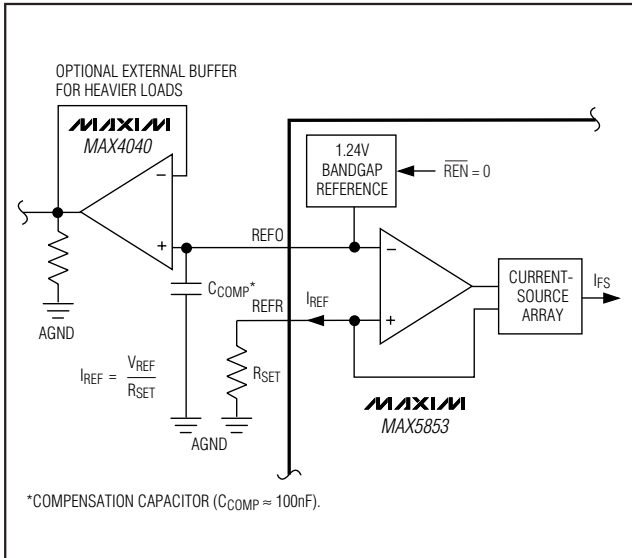 OPTIONAL EXTERNAL BUFFER
FOR HEAVIER LOADS
MAXIM
MAX4040
−
+
AGND
1.24V
BANDGAP
REFERENCE
REN̅ = 0
REFO
CCOMP*
REFR
IREF
−
+
CURRENT-
SOURCE
ARRAY
IFS
IREF = VREF
RSET
RSET
AGND
MAXIM
MAX5853
*COMPENSATION CAPACITOR (CCOMP ≈ 100nF).